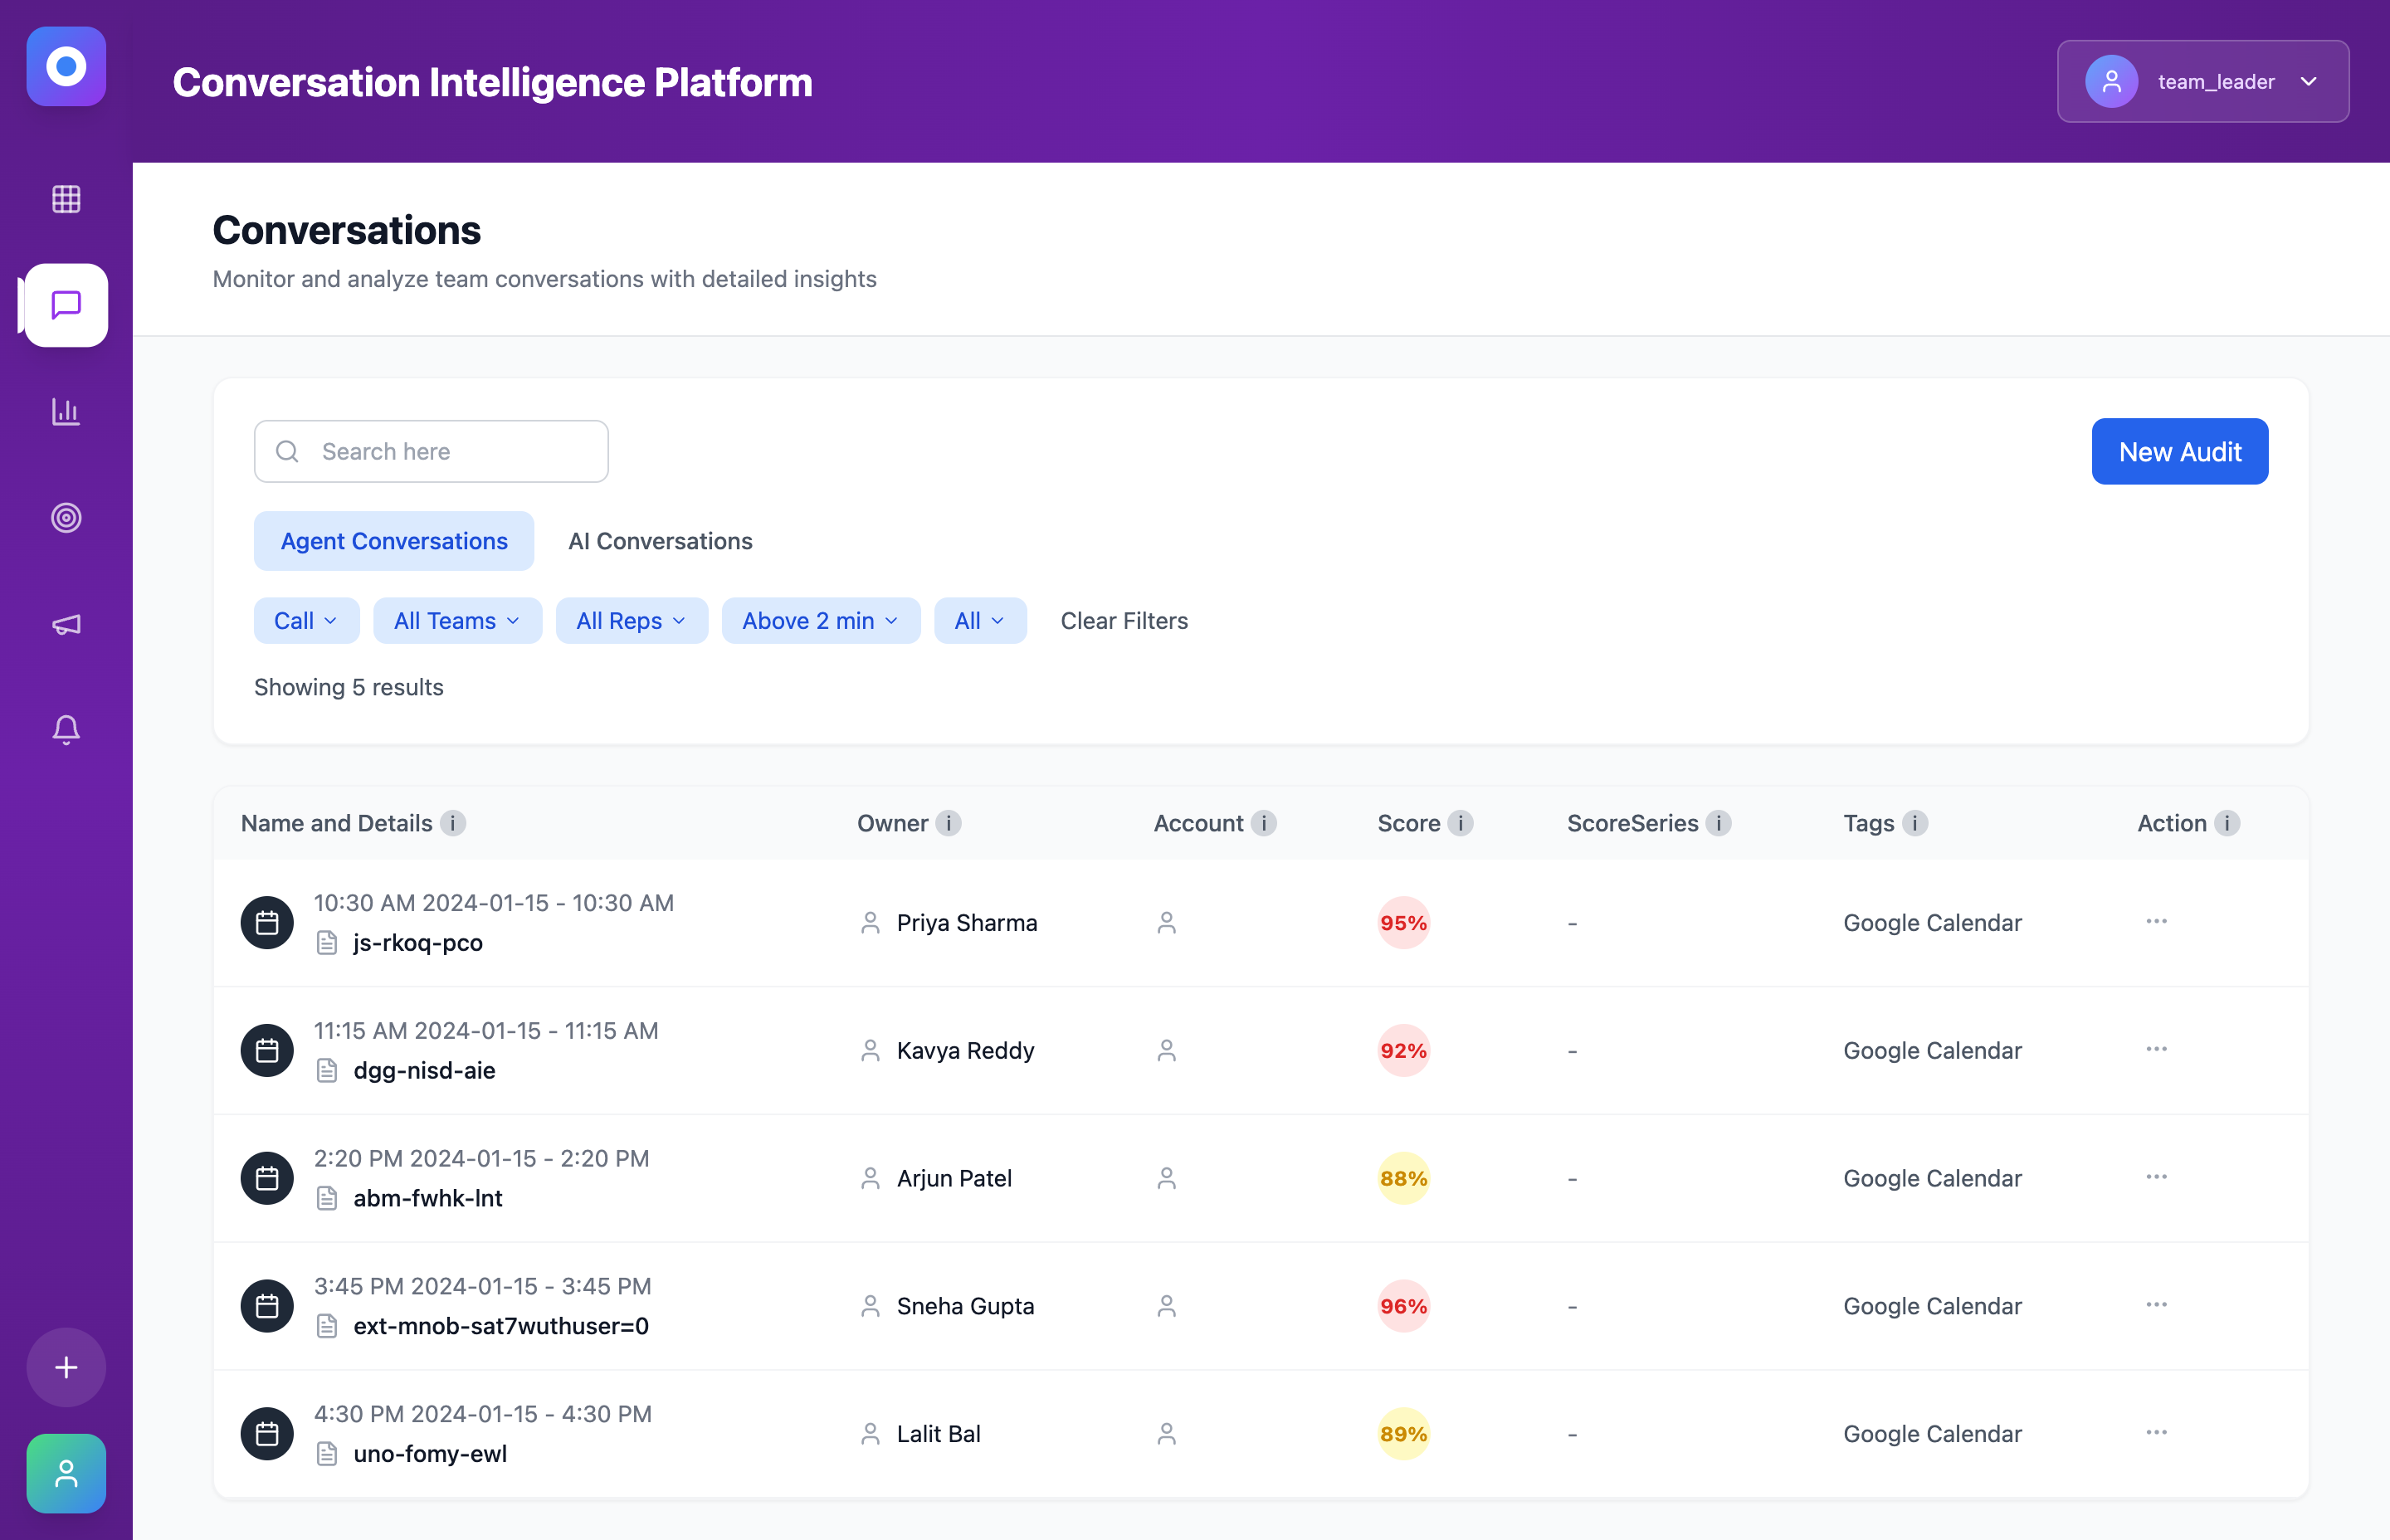 Conversation Intelligence Platform
team_leader
Conversations
Monitor and analyze team conversations with detailed insights
Search here
New Audit
Agent Conversations AI Conversations
Call All Teams All Reps Above 2 min All Clear Filters
Showing 5 results
Name and Details i Owner i Account i Score i ScoreSeries i Tags i Action i
10:30 AM 2024-01-15 - 10:30 AM
js-rkoq-pco
Priya Sharma 95% - Google Calendar ...
11:15 AM 2024-01-15 - 11:15 AM
dgg-nisd-aie
Kavya Reddy 92% - Google Calendar ...
2:20 PM 2024-01-15 - 2:20 PM
abm-fwhk-lnt
Arjun Patel 88% - Google Calendar ...
3:45 PM 2024-01-15 - 3:45 PM
ext-mnob-sat7wuthuser=0
Sneha Gupta 96% - Google Calendar ...
4:30 PM 2024-01-15 - 4:30 PM
uno-fomy-ewl
Lalit Bal 89% - Google Calendar ...